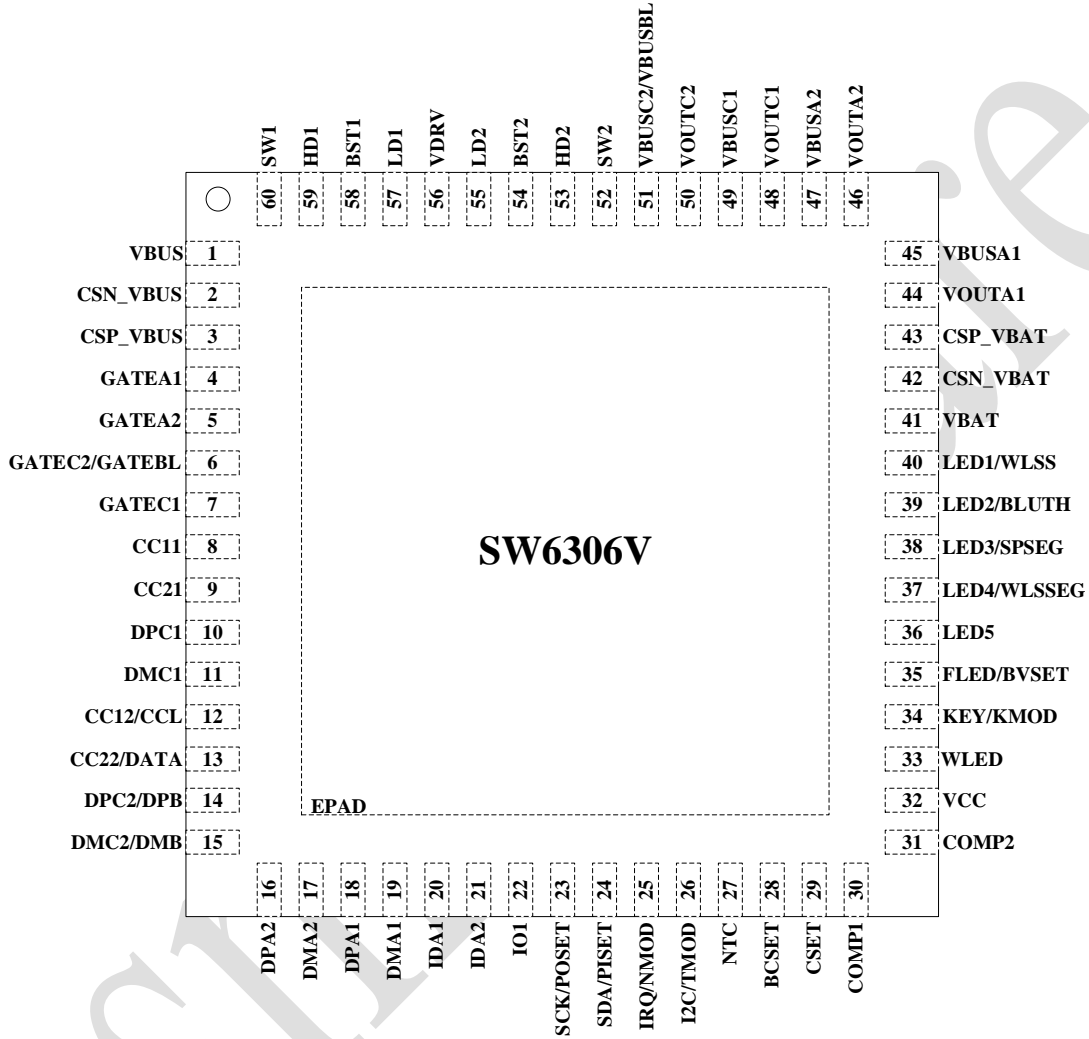 SW1
HD1
BST1
LD1
VDRV
LD2
BST2
HD2
SW2
VBUSC2/VBUSBL
VOUTC2
VBUSC1
VOUTC1
VBUSA2
VOUTA2
60
59
58
57
56
55
54
53
52
51
50
49
48
47
46
VBUS 1
CSN_VBUS 2
CSP_VBUS 3
GATEA1 4
GATEA2 5
GATEC2/GATEBL 6
GATEC1 7
CC11 8
CC21 9
DPC1 10
DMC1 11
CC12/CCL 12
CC22/DATA 13
DPC2/DPB 14
DMC2/DMB 15
SW6306V
EPAD
45 VBUSA1
44 VOUTA1
43 CSP_VBAT
42 CSN_VBAT
41 VBAT
40 LED1/WLSS
39 LED2/BLUTH
38 LED3/SPSEG
37 LED4/WLSSEG
36 LED5
35 FLED/BVSET
34 KEY/KMOD
33 WLED
32 VCC
31 COMP2
16
17
18
19
20
21
22
23
24
25
26
27
28
29
30
DPA2
DMA2
DPA1
DMA1
IDA1
IDA2
IO1
SCK/POSET
SDA/PISET
IRQ/NMOD
I2C/TMOD
NTC
BCSET
CSET
COMP1